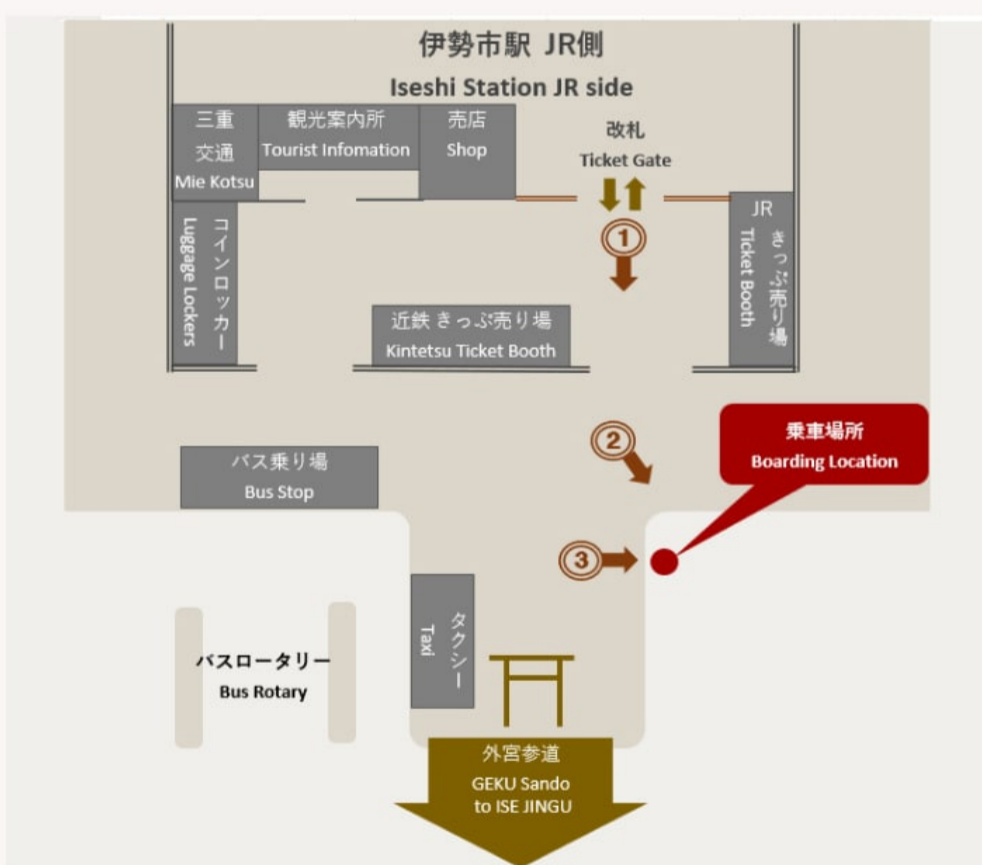 伊勢市駅 JR側
Iseshi Station JR side
三重
交通
Mie Kotsu
観光案内所
Tourist Infomation
売店
Shop
改札
Ticket Gate
①
コインロッカー
Luggage Lockers
近鉄 きっぷ売り場
Kintetsu Ticket Booth
JR
きっぷ売り場
Ticket Booth
②
乗車場所
Boarding Location
バス乗り場
Bus Stop
③
タクシー
Taxi
バスロータリー
Bus Rotary
外宮参道
GEKU Sando
to ISE JINGU